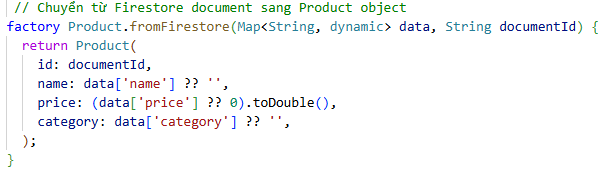 // Chuyển từ Firestore document sang Product object
factory Product.fromFirestore(Map<String, dynamic> data, String documentId) {
  return Product(
    id: documentId,
    name: data['name'] ?? '',
    price: (data['price'] ?? 0).toDouble(),
    category: data['category'] ?? '',
  );
}